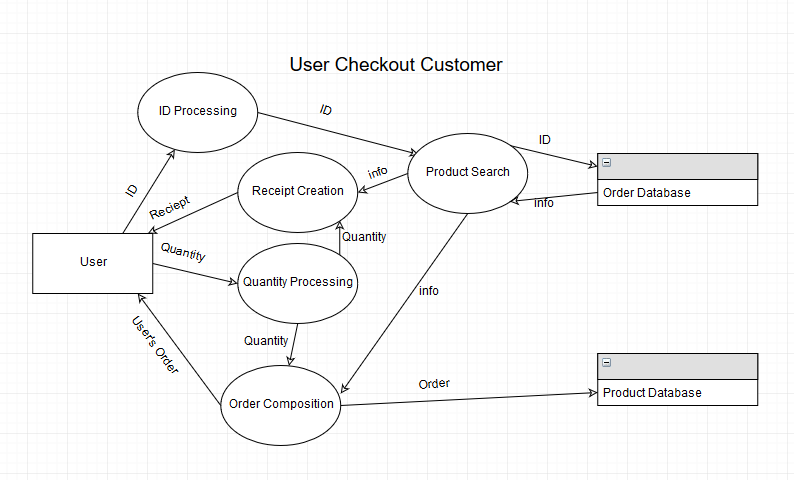 User Checkout Customer
ID Processing
ID
ID
Product Search
ID
Order Database
info
info
Receipt Creation
Reciept
Quantity
User
Quantity
Quantity Processing
info
User's Order
Quantity
Order Composition
Order
Product Database